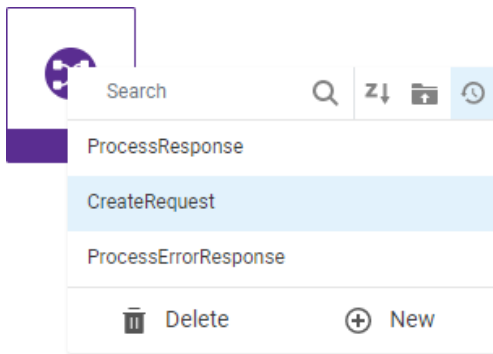 Search
ProcessResponse
CreateRequest
ProcessErrorResponse
Delete New